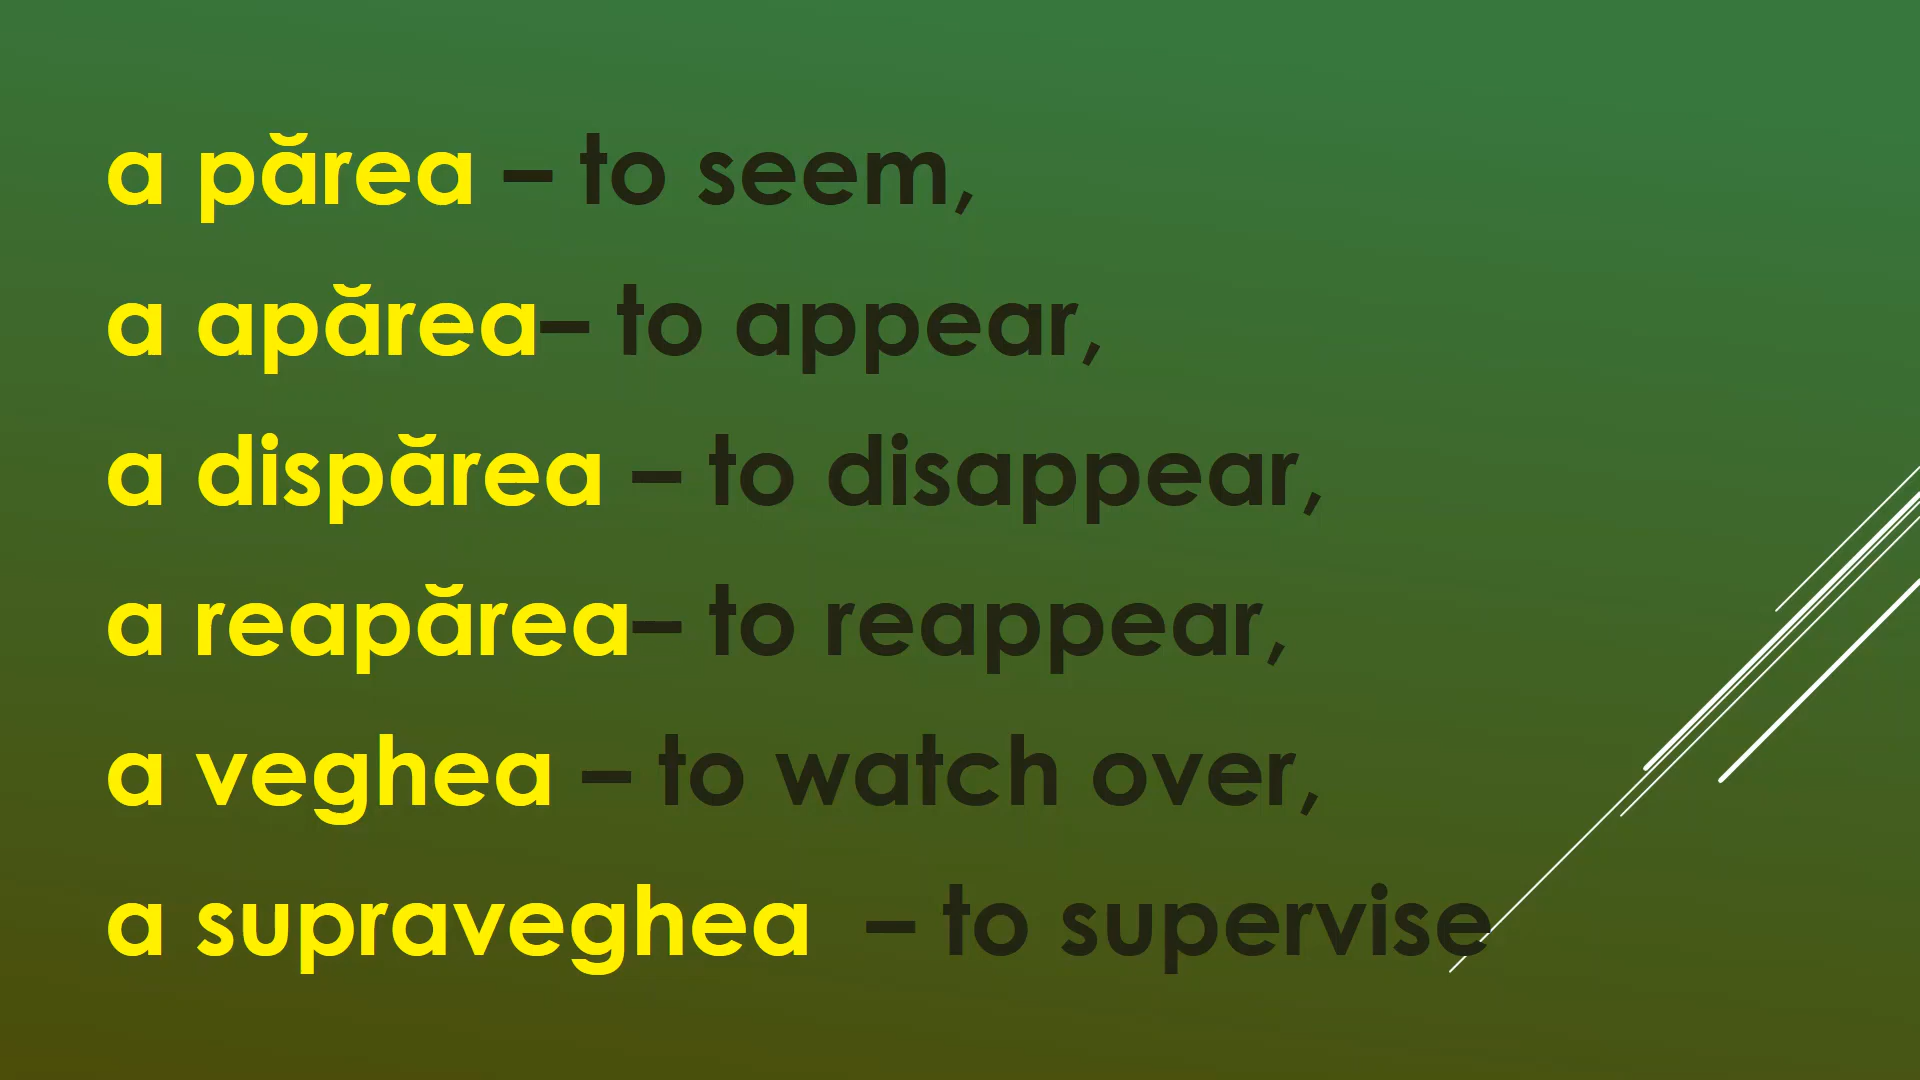 a părea – to seem,
a apărea– to appear,
a dispărea – to disappear,
a reapărea– to reappear,
a veghea – to watch over,
a supraveghea – to supervise